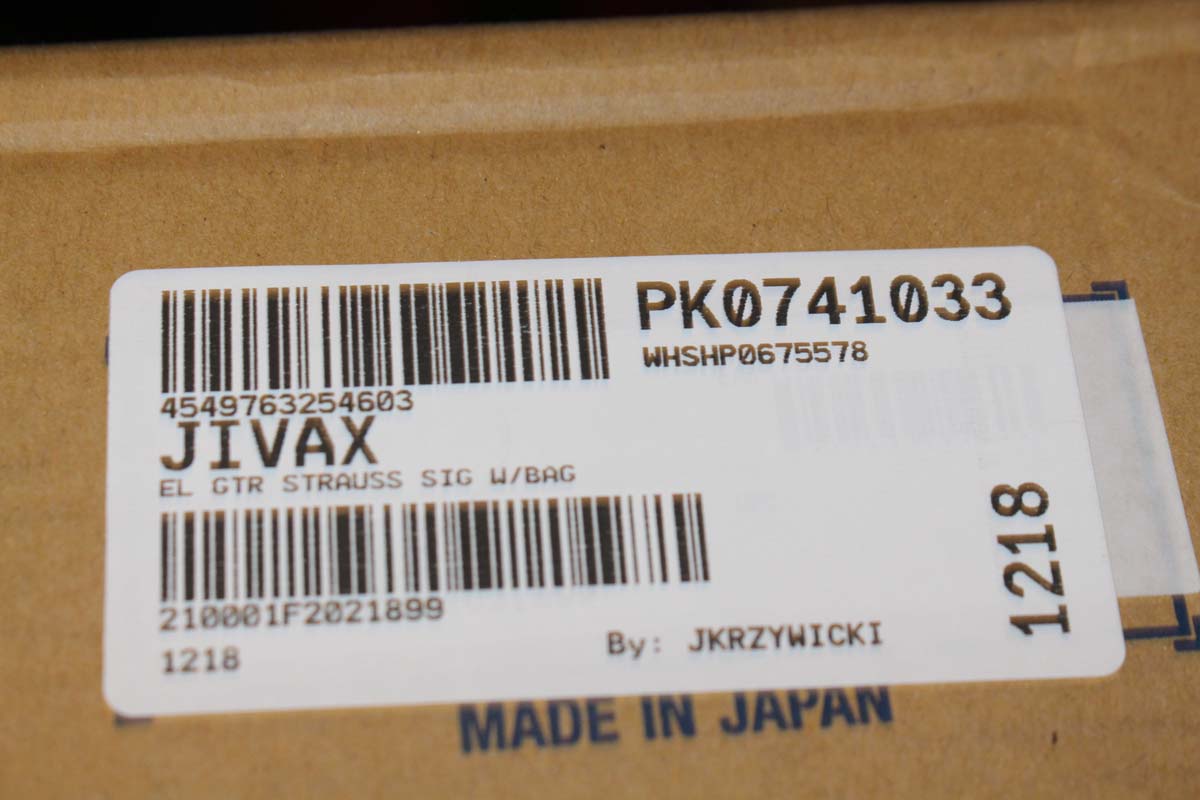 PK0741033
WHSHP0675578
4549763254603
JIVAX
EL GTR STRAUSS SIG W/BAG
210001F2021899
1218
By: JKRZYWICKI
1218
MADE IN JAPAN